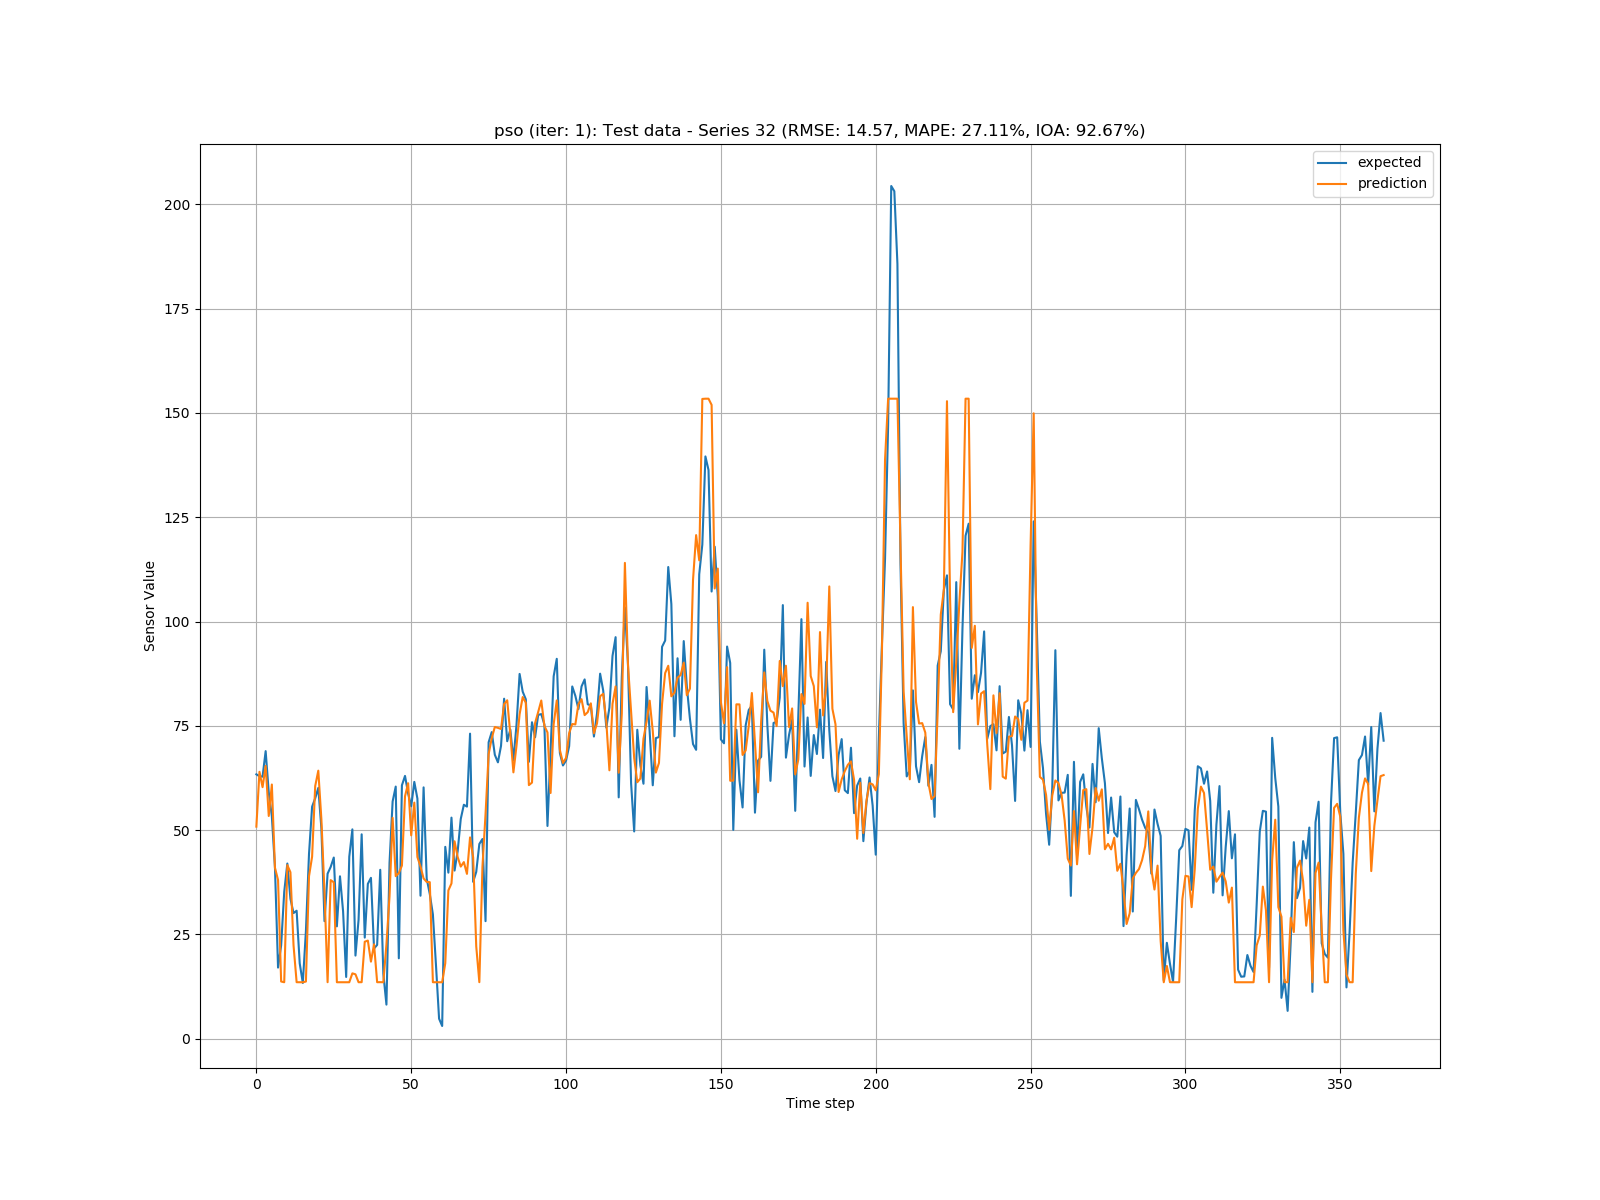 pso (iter: 1): Test data - Series 32 (RMSE: 14.57, MAPE: 27.11%, IOA: 92.67%)
expected
prediction
200
175
150
125
100
75
50
25
0
Sensor Value
0 50 100 150 200 250 300 350
Time step